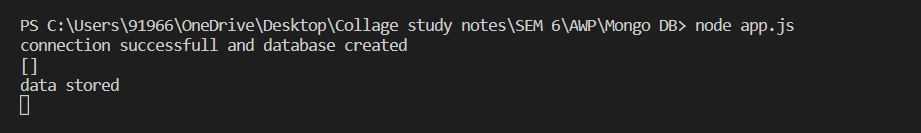 PS C:\Users\91966\OneDrive\Desktop\Collage study notes\SEM 6\AWP\Mongo DB> node app.js
connection successfull and database created
[]
data stored